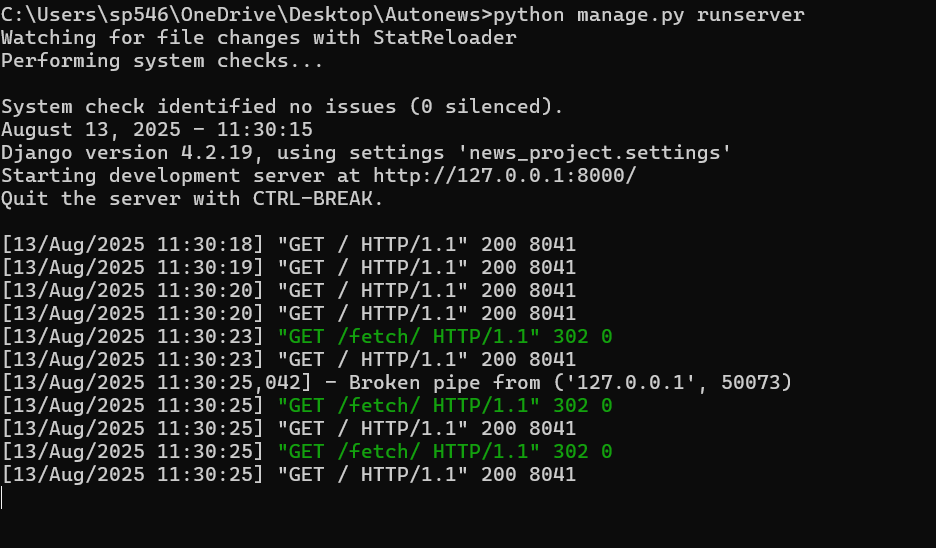 C:\Users\sp546\OneDrive\Desktop\Autonews>python manage.py runserver
Watching for file changes with StatReloader
Performing system checks...
System check identified no issues (0 silenced).
August 13, 2025 - 11:30:15
Django version 4.2.19, using settings 'news_project.settings'
Starting development server at http://127.0.0.1:8000/
Quit the server with CTRL-BREAK.
[13/Aug/2025 11:30:18] "GET / HTTP/1.1" 200 8041
[13/Aug/2025 11:30:19] "GET / HTTP/1.1" 200 8041
[13/Aug/2025 11:30:20] "GET / HTTP/1.1" 200 8041
[13/Aug/2025 11:30:20] "GET / HTTP/1.1" 200 8041
[13/Aug/2025 11:30:23] "GET /fetch/ HTTP/1.1" 302 0
[13/Aug/2025 11:30:23] "GET / HTTP/1.1" 200 8041
[13/Aug/2025 11:30:25,042] - Broken pipe from ('127.0.0.1', 50073)
[13/Aug/2025 11:30:25] "GET /fetch/ HTTP/1.1" 302 0
[13/Aug/2025 11:30:25] "GET / HTTP/1.1" 200 8041
[13/Aug/2025 11:30:25] "GET /fetch/ HTTP/1.1" 302 0
[13/Aug/2025 11:30:25] "GET / HTTP/1.1" 200 8041